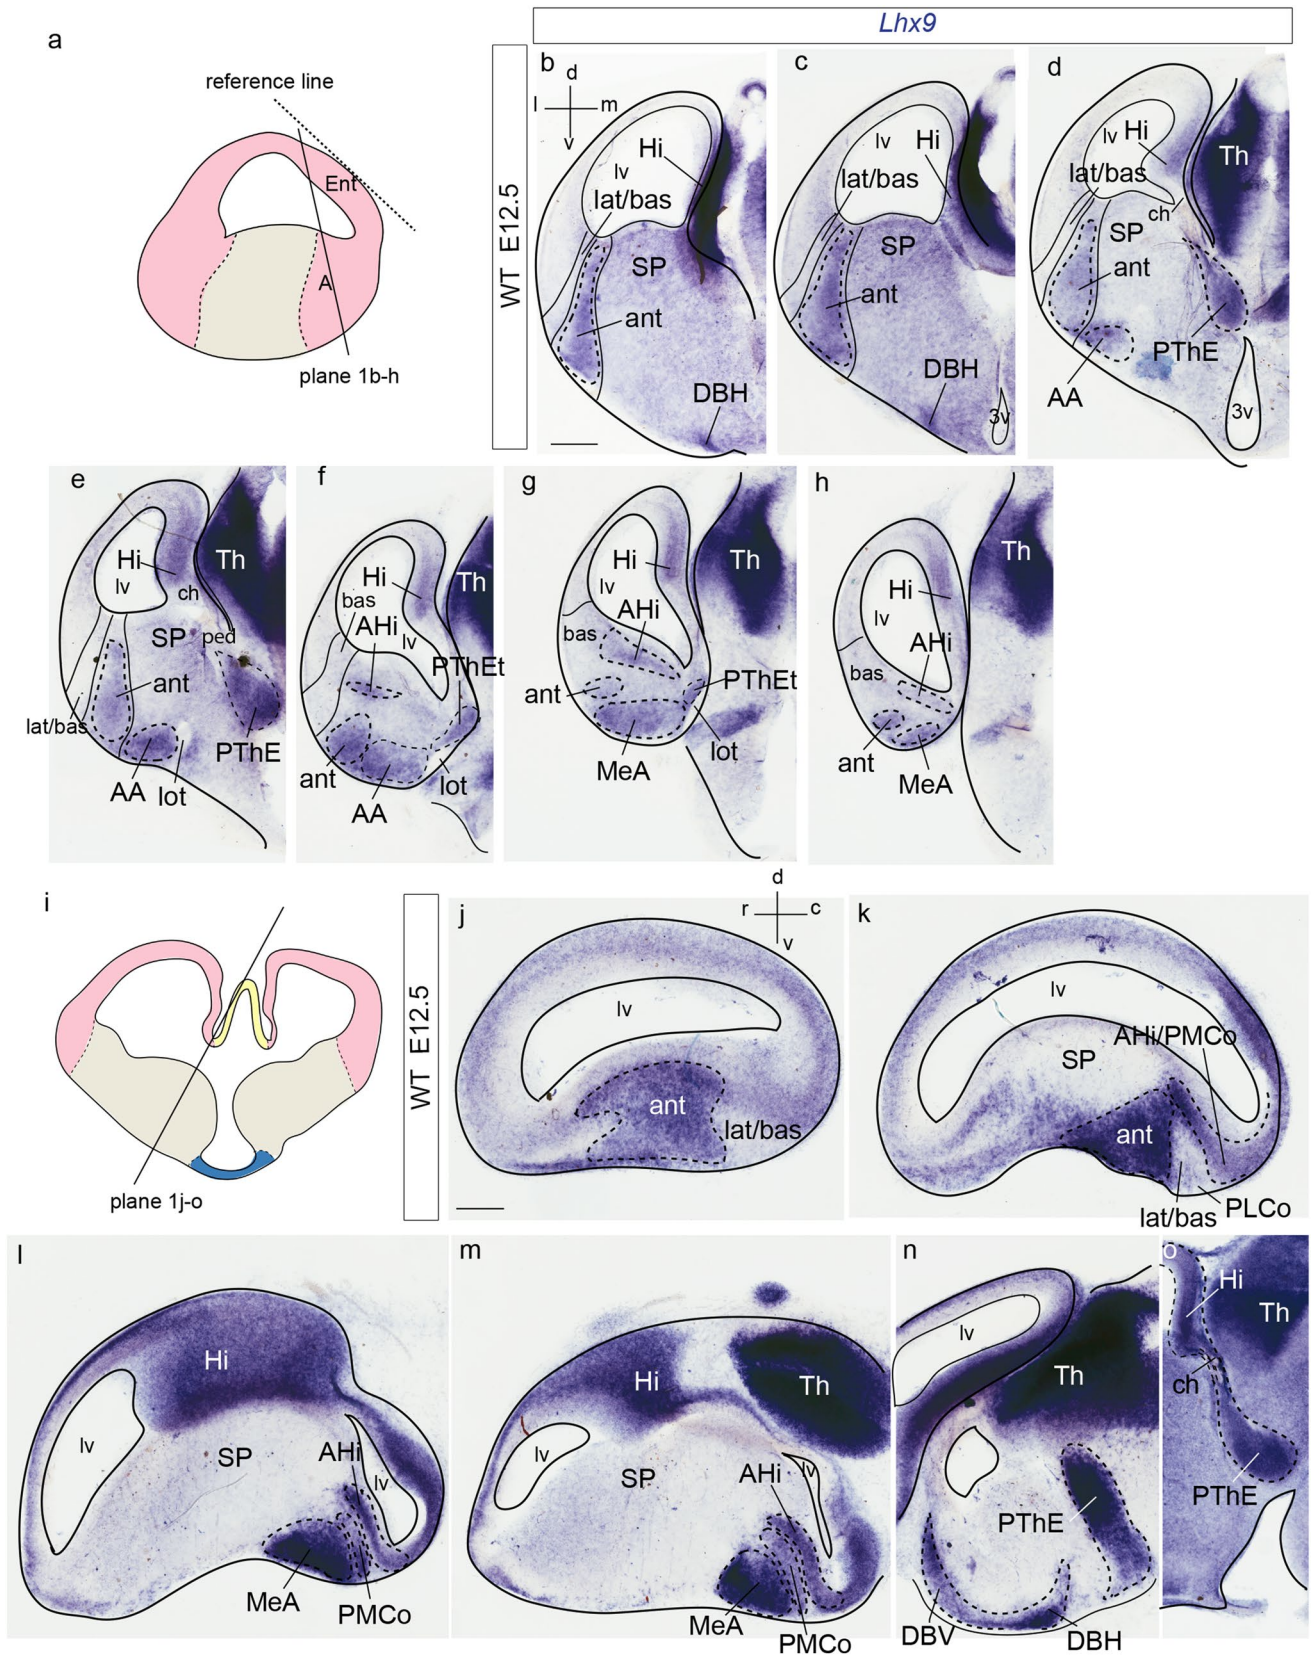 a
reference line
Ent
A
plane 1b-h
Lhx9
WT E12.5
b
d
l
m
v
Hi
lv
lat/bas
SP
ant
DBH
c
lv
Hi
lat/bas
SP
ant
DBH
3v
d
lv Hi
Th
lat/bas
ch
SP
ant
PThE
AA
3v
e
Hi
Th
lv
ch
SP
ped
ant
lat/bas
PThE
AA
lot
f
Hi
Th
bas
AHi
lv
PThEt
ant
lot
AA
g
Hi
Th
lv
AHi
bas
PThEt
ant
lot
MeA
h
Th
Hi
lv
AHi
bas
ant
MeA
i
plane 1j-o
WT E12.5
j
d
r
c
v
lv
ant
lat/bas
k
lv
AHi/PMCo
SP
ant
PLCo
lat/bas
l
Hi
lv
SP
AHi
lv
MeA
PMCo
m
Hi
Th
lv
SP
AHi
lv
MeA
PMCo
n
lv
Th
PThE
DBV
DBH
o
Hi
Th
ch
PThE